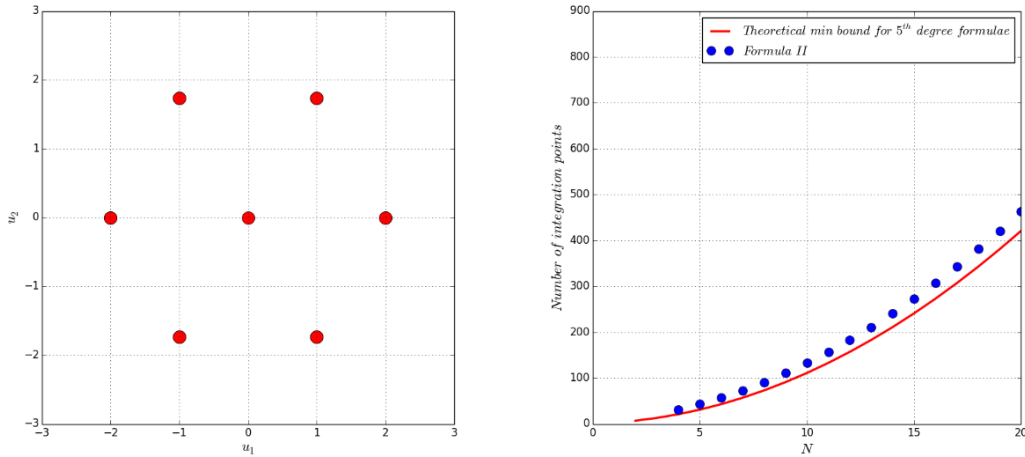 3
2
1
0
−1
−2
−3
−3 −2 −1 0 1 2 3
u2
u1
900
800
700
600
500
400
300
200
100
0
0 5 10 15 20
Number of integration points
N
Theoretical min bound for 5th degree formulae
Formula II